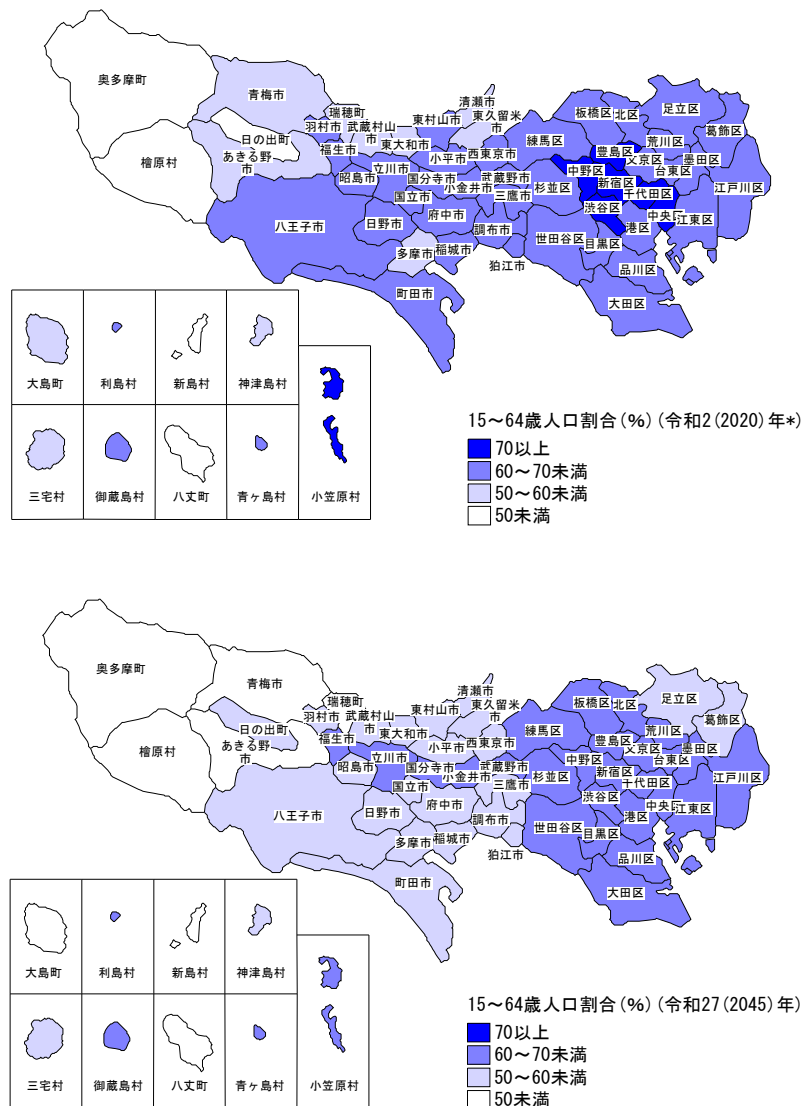 奥多摩町
青梅市
檜原村
日の出町
あきる野市
瑞穂町
羽村市
福生市
武蔵村山市
東大和市
東村山市
清瀬市
東久留米市
昭島市
立川市
小平市
西東京市
国分寺市
小金井市
武蔵野市
三鷹市
国立市
府中市
八王子市
日野市
多摩市
稲城市
調布市
狛江市
町田市
練馬区
板橋区
北区
足立区
荒川区
葛飾区
豊島区
文京区
墨田区
台東区
中野区
新宿区
千代田区
江戸川区
杉並区
渋谷区
中央区
江東区
港区
世田谷区
目黒区
品川区
大田区
大島町
利島村
新島村
神津島村
三宅村
御蔵島村
八丈町
青ヶ島村
小笠原村
15～64歳人口割合(%)(令和2(2020)年*)
70以上
60～70未満
50～60未満
50未満
奥多摩町
青梅市
檜原村
日の出町
あきる野市
瑞穂町
羽村市
福生市
武蔵村山市
東大和市
東村山市
清瀬市
東久留米市
昭島市
立川市
小平市
西東京市
国分寺市
小金井市
武蔵野市
三鷹市
国立市
府中市
八王子市
日野市
多摩市
稲城市
調布市
狛江市
町田市
練馬区
板橋区
北区
足立区
荒川区
葛飾区
豊島区
文京区
墨田区
台東区
中野区
新宿区
千代田区
江戸川区
杉並区
渋谷区
中央区
江東区
港区
世田谷区
目黒区
品川区
大田区
大島町
利島村
新島村
神津島村
三宅村
御蔵島村
八丈町
青ヶ島村
小笠原村
15～64歳人口割合(%)(令和27(2045)年)
70以上
60～70未満
50～60未満
50未満